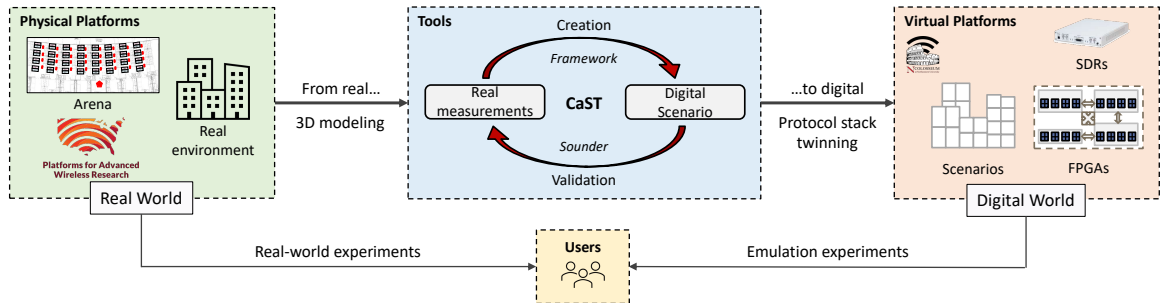 Physical Platforms
Arena
Platforms for Advanced
Wireless Research
Real
environment
Real World
From real...
3D modeling
Tools
Creation
Framework
Real
measurements
CaST
Digital
Scenario
Sounder
Validation
...to digital
Protocol stack
twinning
Virtual Platforms
SDRs
Scenarios
FPGAs
Digital World
Real-world experiments
Users
Emulation experiments